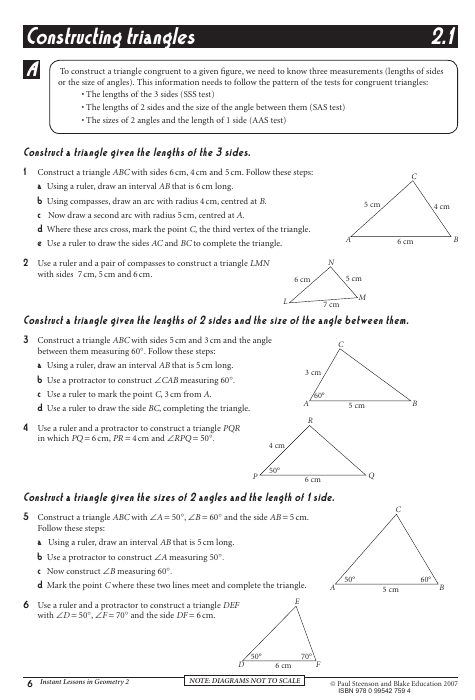 Constructing triangles 2.1
A
To construct a triangle congruent to a given figure, we need to know three measurements (lengths of sides
or the size of angles). This information needs to follow the pattern of the tests for congruent triangles:
• The lengths of the 3 sides (SSS test)
• The lengths of 2 sides and the size of the angle between them (SAS test)
• The sizes of 2 angles and the length of 1 side (AAS test)
Construct a triangle given the lengths of the 3 sides.
1 Construct a triangle ABC with sides 6 cm, 4 cm and 5 cm. Follow these steps:
a Using a ruler, draw an interval AB that is 6 cm long.
b Using compasses, draw an arc with radius 4 cm, centred at B.
c Now draw a second arc with radius 5 cm, centred at A.
d Where these arcs cross, mark the point C, the third vertex of the triangle.
e Use a ruler to draw the sides AC and BC to complete the triangle.
C
5 cm 4 cm
A B
6 cm
2 Use a ruler and a pair of compasses to construct a triangle LMN
with sides 7 cm, 5 cm and 6 cm.
N
6 cm 5 cm
L M
7 cm
Construct a triangle given the lengths of 2 sides and the size of the angle between them.
3 Construct a triangle ABC with sides 5 cm and 3 cm and the angle
between them measuring 60°. Follow these steps:
a Using a ruler, draw an interval AB that is 5 cm long.
b Use a protractor to construct ∠CAB measuring 60°.
c Use a ruler to mark the point C, 3 cm from A.
d Use a ruler to draw the side BC, completing the triangle.
C
3 cm
60°
A B
5 cm
4 Use a ruler and a protractor to construct a triangle PQR
in which PQ = 6 cm, PR = 4 cm and ∠RPQ = 50°.
R
4 cm
50°
P Q
6 cm
Construct a triangle given the sizes of 2 angles and the length of 1 side.
5 Construct a triangle ABC with ∠A = 50°, ∠B = 60° and the side AB = 5 cm.
Follow these steps:
a Using a ruler, draw an interval AB that is 5 cm long.
b Use a protractor to construct ∠A measuring 50°.
c Now construct ∠B measuring 60°.
d Mark the point C where these two lines meet and complete the triangle.
C
50° 60°
A B
5 cm
6 Use a ruler and a protractor to construct a triangle DEF
with ∠D = 50°, ∠F = 70° and the side DF = 6 cm.
E
50° 70°
D F
6 cm
6 Instant Lessons in Geometry 2
NOTE: DIAGRAMS NOT TO SCALE
© Paul Steenson and Blake Education 2007
ISBN 978 0 99542 759 4